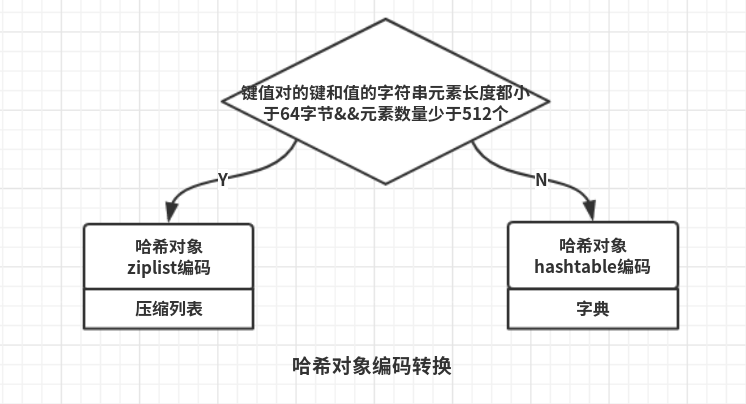 键值对的键和值的字符串元素长度都小
于64字节&&元素数量少于512个
Y
N
哈希对象
ziplist编码
压缩列表
哈希对象
hashtable编码
字典
哈希对象编码转换